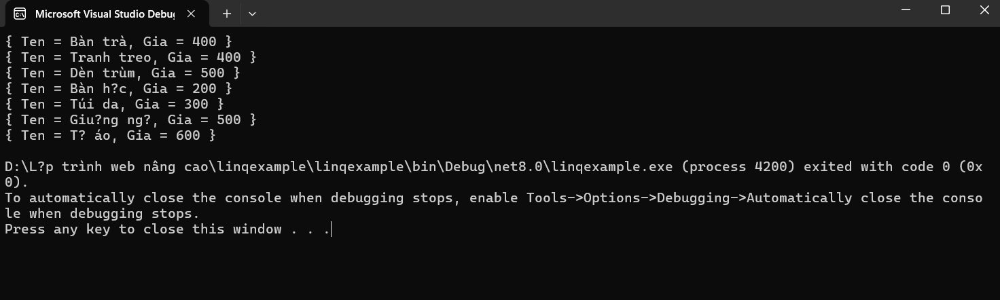 Microsoft Visual Studio Debug
{ Ten = Bàn trà, Gia = 400 }
{ Ten = Tranh treo, Gia = 400 }
{ Ten = Dèn trùm, Gia = 500 }
{ Ten = Bàn h?c, Gia = 200 }
{ Ten = Túi da, Gia = 300 }
{ Ten = Giu?ng ng?, Gia = 500 }
{ Ten = T? áo, Gia = 600 }
D:\L?p trình web nâng cao\linqexample\linqexample\bin\Debug\net8.0\linqexample.exe (process 4200) exited with code 0 (0x
0).
To automatically close the console when debugging stops, enable Tools->Options->Debugging->Automatically close the conso
le when debugging stops.
Press any key to close this window . . .